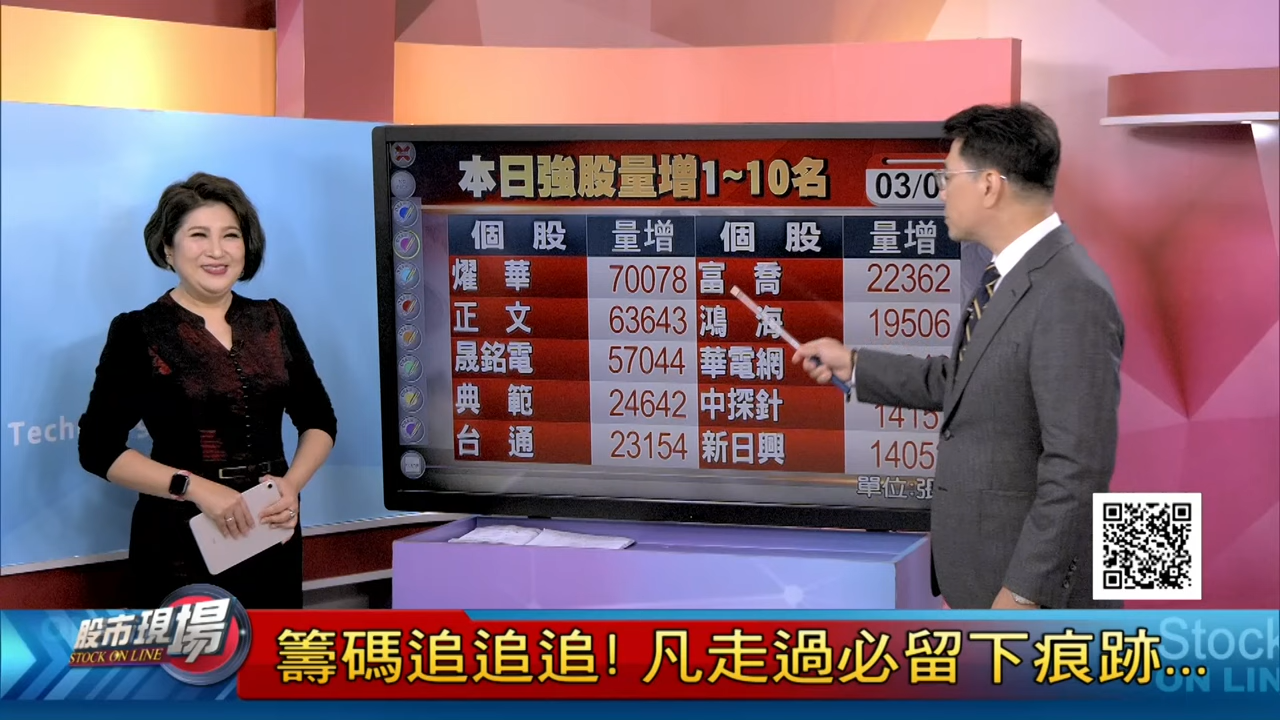 本日強股量增1~10名
03/0
個 股 量增 個 股 量增
燿 華 70078 富 喬 22362
正 文 63643 鴻 海 19506
晟銘電 57044 華電網
典 範 24642 中探針 1415
台 通 23154 新日興 1405
單位:張
Tech
股市現場
STOCK ON LINE
籌碼追追追!凡走過必留下痕跡...
Stock
ON LIN